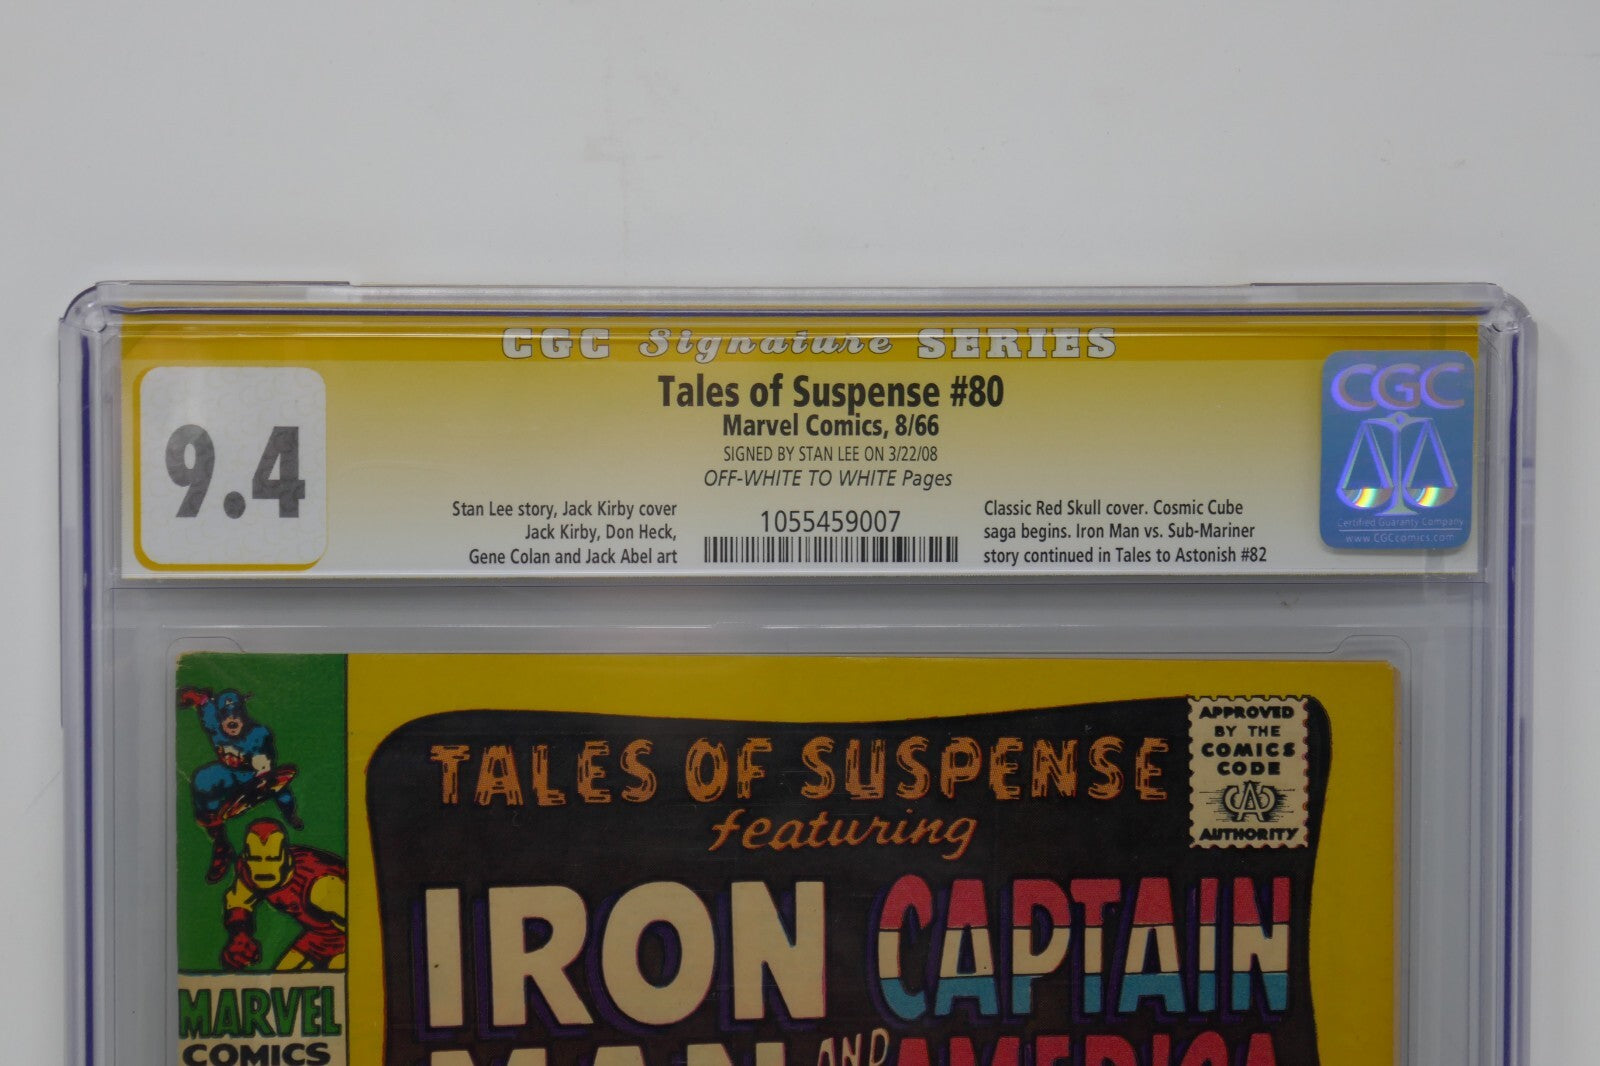 CGC Signature SERIES
9.4
Tales of Suspense #80
Marvel Comics, 8/66
SIGNED BY STAN LEE ON 3/22/08
OFF-WHITE TO WHITE Pages
Stan Lee story, Jack Kirby cover
Jack Kirby, Don Heck,
Gene Colan and Jack Abel art
1055459007
Classic Red Skull cover. Cosmic Cube
saga begins. Iron Man vs. Sub-Mariner
story continued in Tales to Astonish #82
CGC
Certified Guaranty Company
www.CGCcomics.com
MARVEL
COMICS
TALES OF SUSPENSE
featuring
IRON
MAN
AND
CAPTAIN
AMERICA
APPROVED
BY THE
COMICS
CODE
CA
AUTHORITY